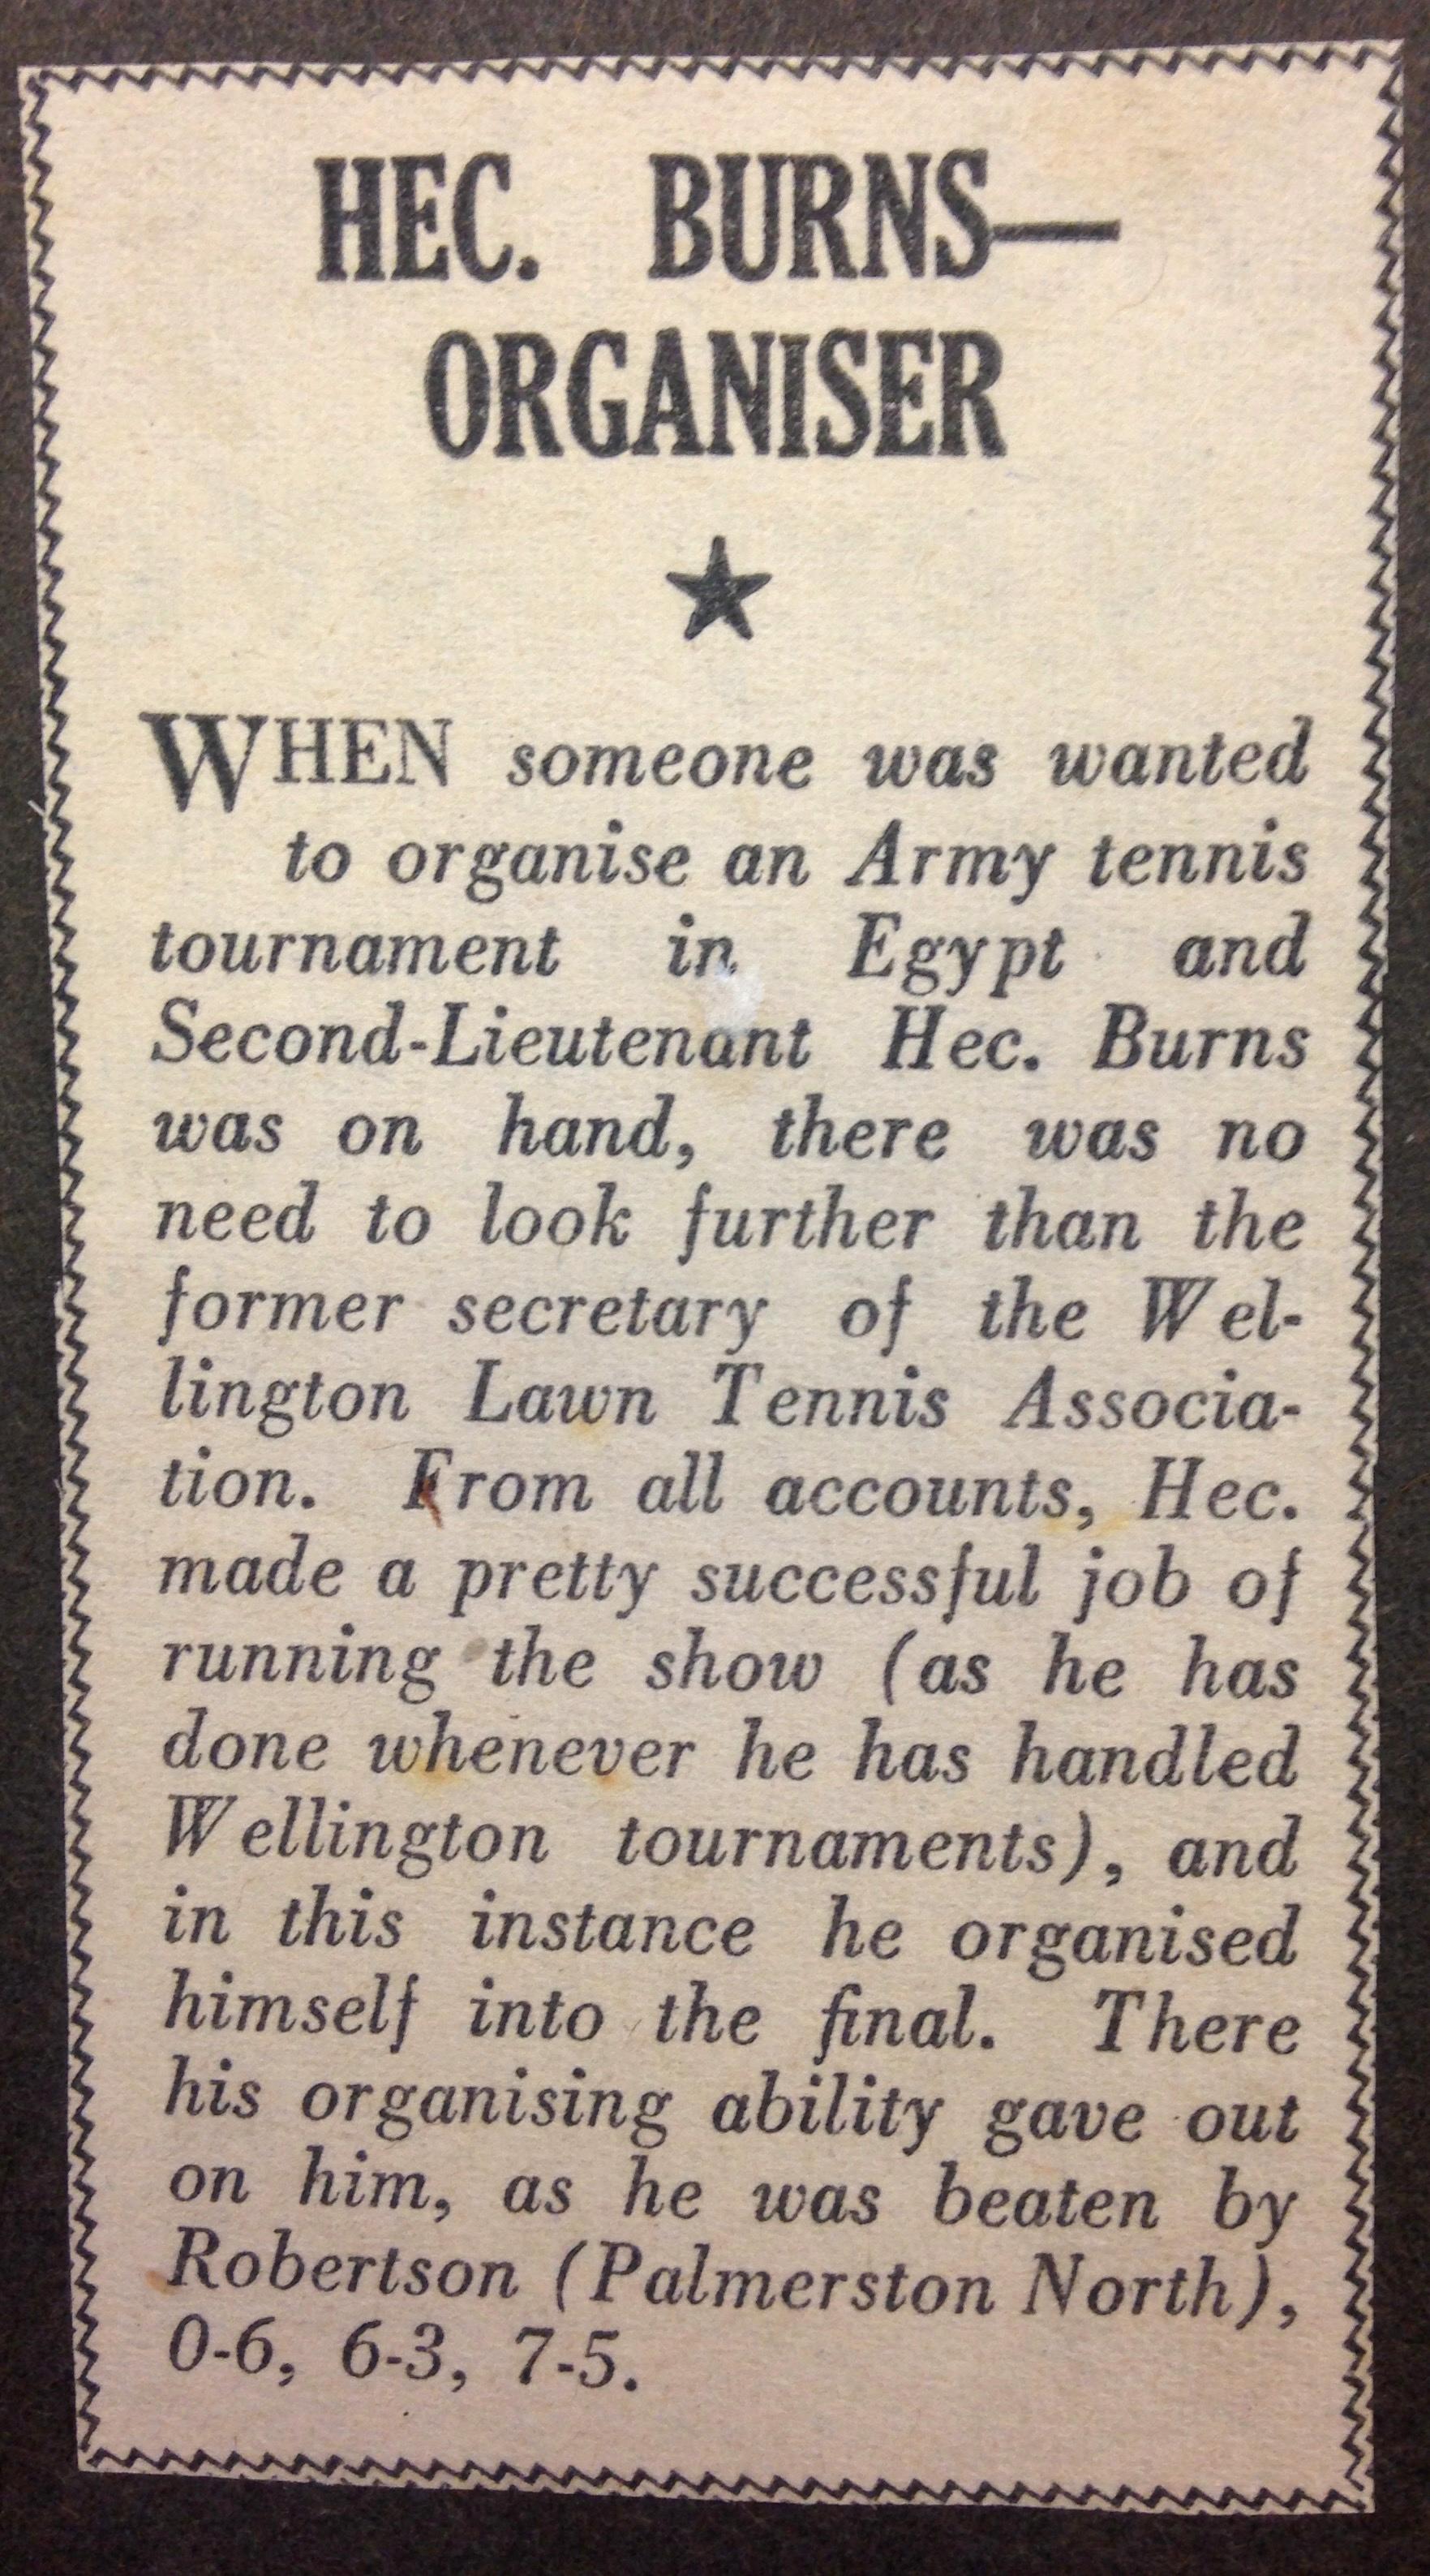 HEC. BURNS—
ORGANISER
WHEN someone was wanted
to organise an Army tennis
tournament in Egypt and
Second-Lieutenant Hec. Burns
was on hand, there was no
need to look further than the
former secretary of the Wel-
lington Lawn Tennis Associa-
tion. From all accounts, Hec.
made a pretty successful job of
running the show (as he has
done whenever he has handled
Wellington tournaments), and
in this instance he organised
himself into the final. There
his organising ability gave out
on him, as he was beaten by
Robertson (Palmerston North),
0-6, 6-3, 7-5.